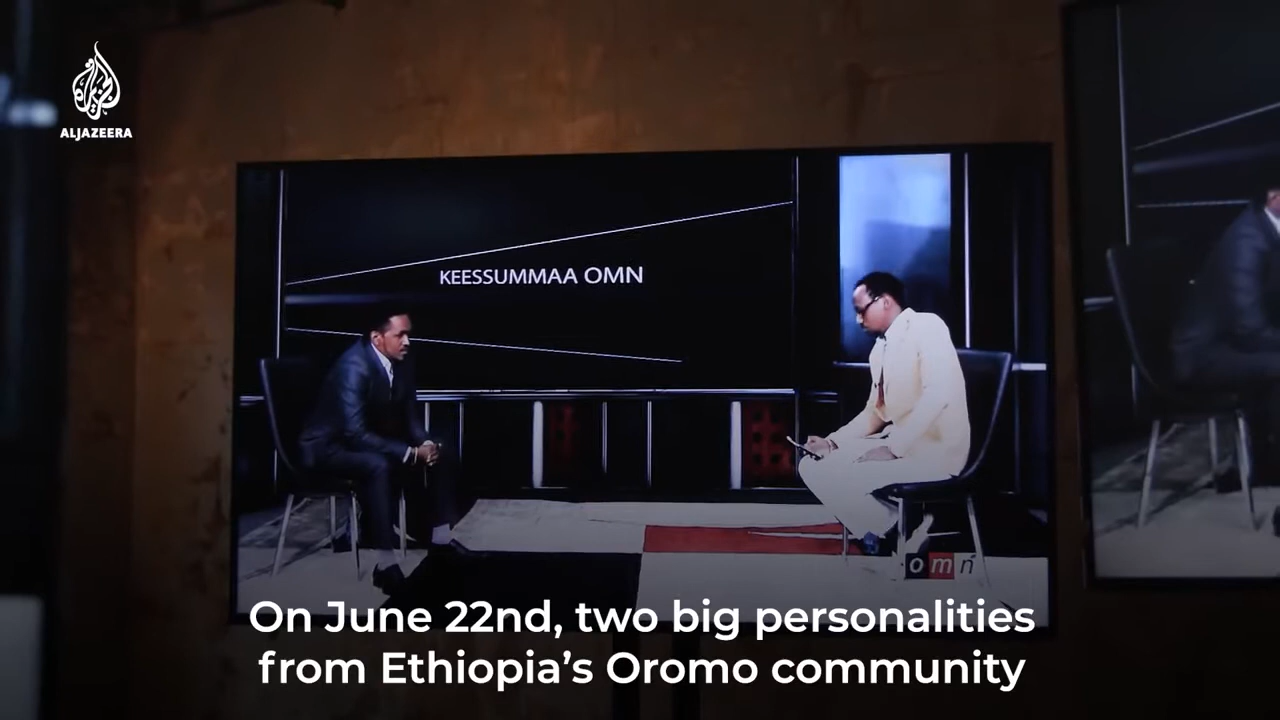 ALJAZEERA
KEESSUMMAA OMN
omn
On June 22nd, two big personalities
from Ethiopia’s Oromo community